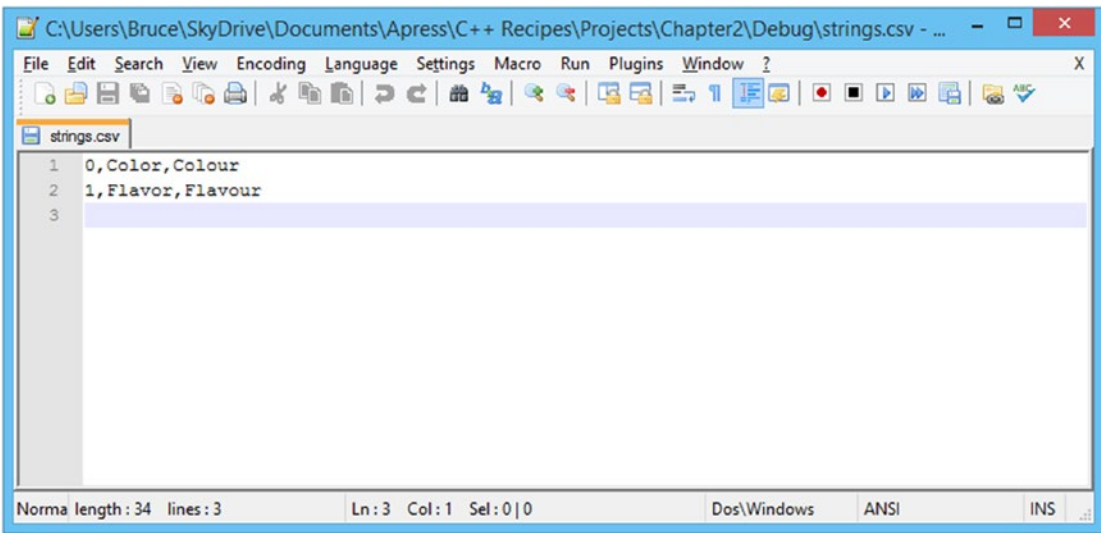 C:\Users\Bruce\SkyDrive\Documents\Apress\C++ Recipes\Projects\Chapter2\Debug\strings.csv - ...
File Edit Search View Encoding Language Settings Macro Run Plugins Window ? X
ABC
strings.csv
1 0,Color,Colour
2 1,Flavor,Flavour
3
Norma length : 34 lines : 3 Ln : 3 Col : 1 Sel : 0 | 0 Dos\Windows ANSI INS